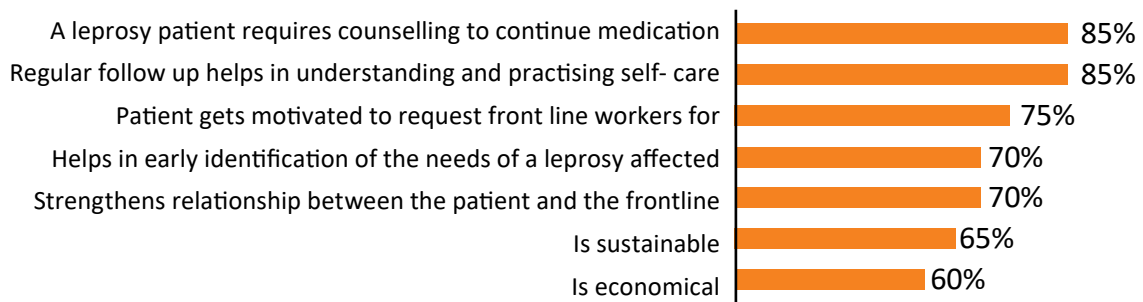 A leprosy patient requires counselling to continue medication 85%
Regular follow up helps in understanding and practising self- care 85%
Patient gets motivated to request front line workers for 75%
Helps in early identification of the needs of a leprosy affected 70%
Strengthens relationship between the patient and the frontline 70%
Is sustainable 65%
Is economical 60%